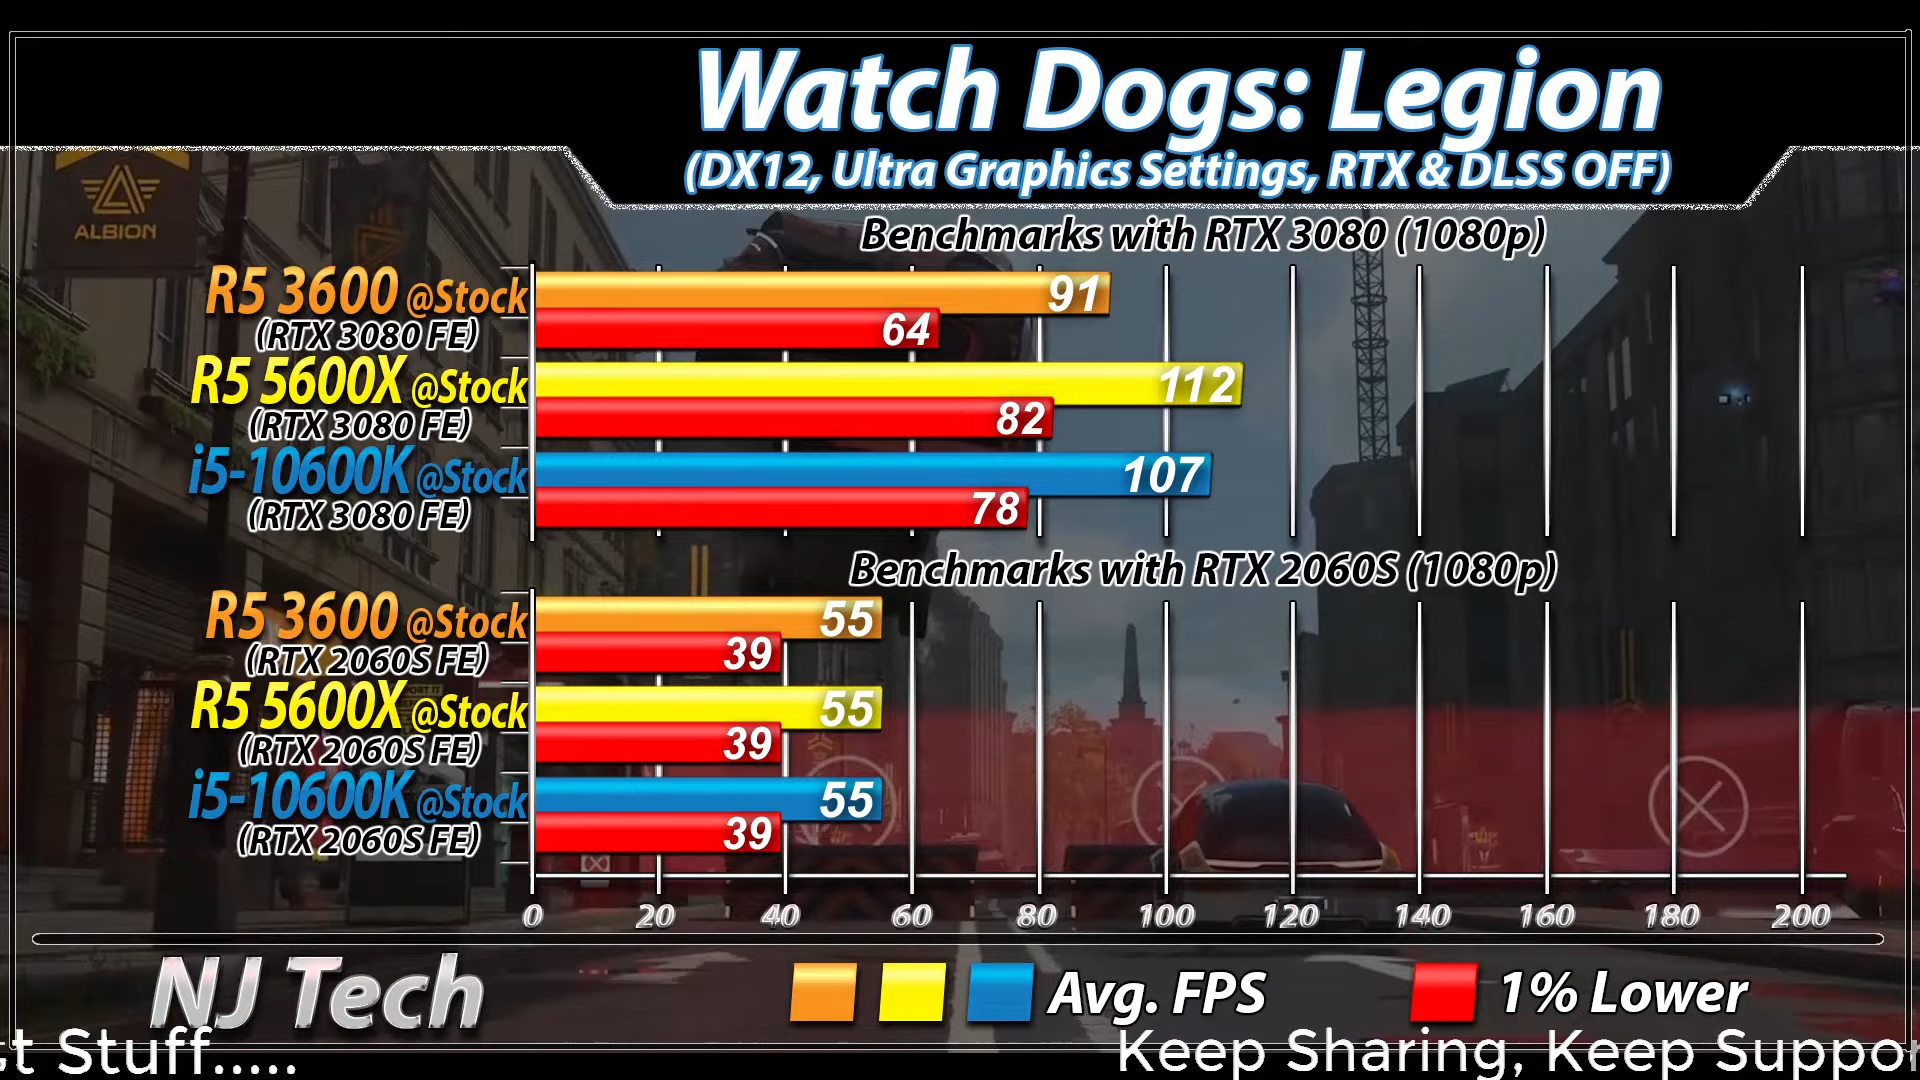 Watch Dogs: Legion
(DX12, Ultra Graphics Settings, RTX & DLSS OFF)
ALBION
Benchmarks with RTX 3080 (1080p)
R5 3600 @Stock
(RTX 3080 FE)
91
64
R5 5600X @Stock
(RTX 3080 FE)
112
82
i5-10600K @Stock
(RTX 3080 FE)
107
78
Benchmarks with RTX 2060S (1080p)
R5 3600 @Stock
(RTX 2060S FE)
55
39
R5 5600X @Stock
(RTX 2060S FE)
55
39
i5-10600K @Stock
(RTX 2060S FE)
55
39
0 20 40 60 80 100 120 140 160 180 200
NJ Tech
Avg. FPS
1% Lower
Stuff.....
Keep Sharing, Keep